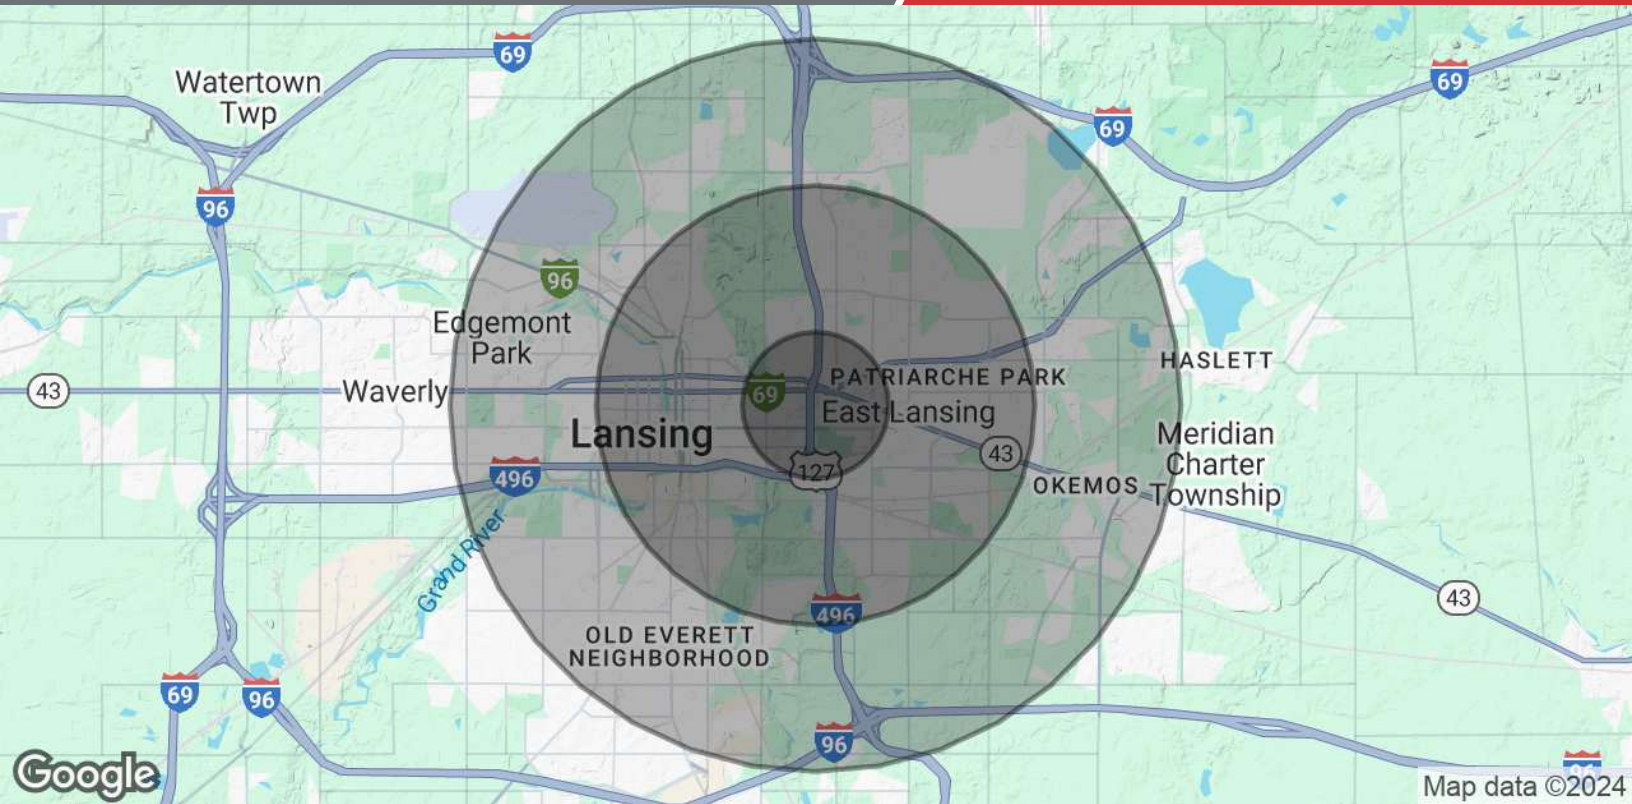 69
Watertown
Twp
69
69
96
96
Edgemont
Park
HASLETT
PATRIARCHE PARK
43
Waverly
69
East Lansing
Lansing
43
Meridian
Charter
Township
127
496
OKEMOS
Grand River
496
43
OLD EVERETT
NEIGHBORHOOD
69
96
96
96
Google
Map data ©2024